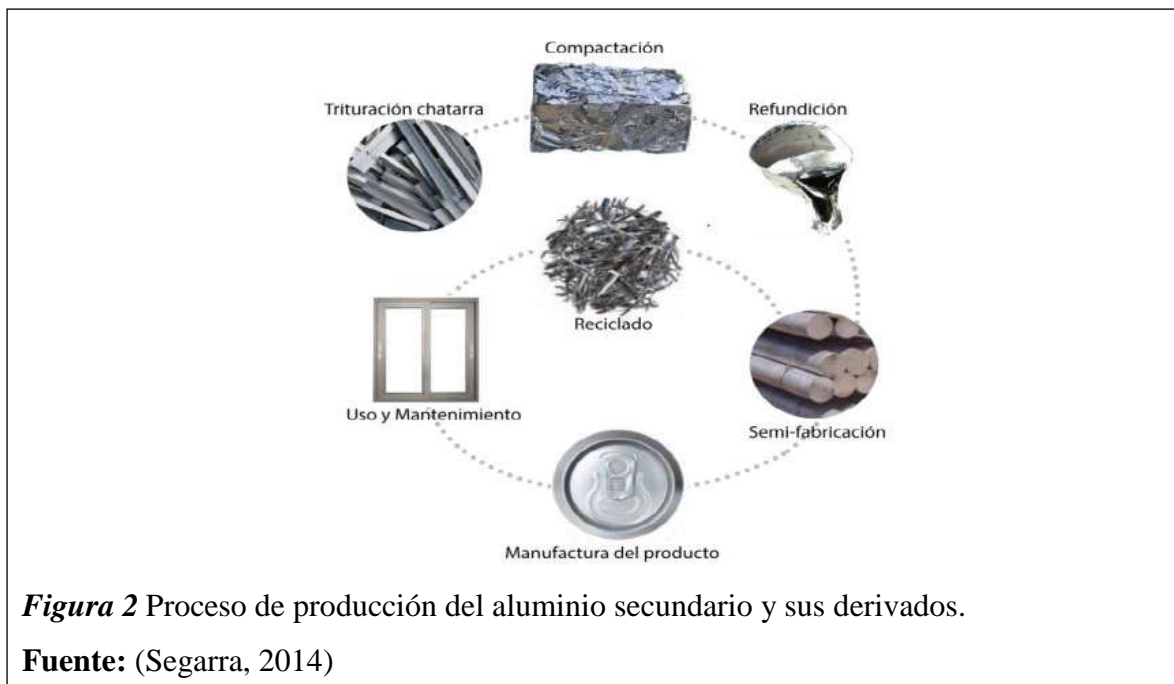 Compactación
Trituración chatarra
Refundición
Reciclado
Uso y Mantenimiento
Semi-fabricación
Manufactura del producto
Figura 2 Proceso de producción del aluminio secundario y sus derivados.
Fuente: (Segarra, 2014)